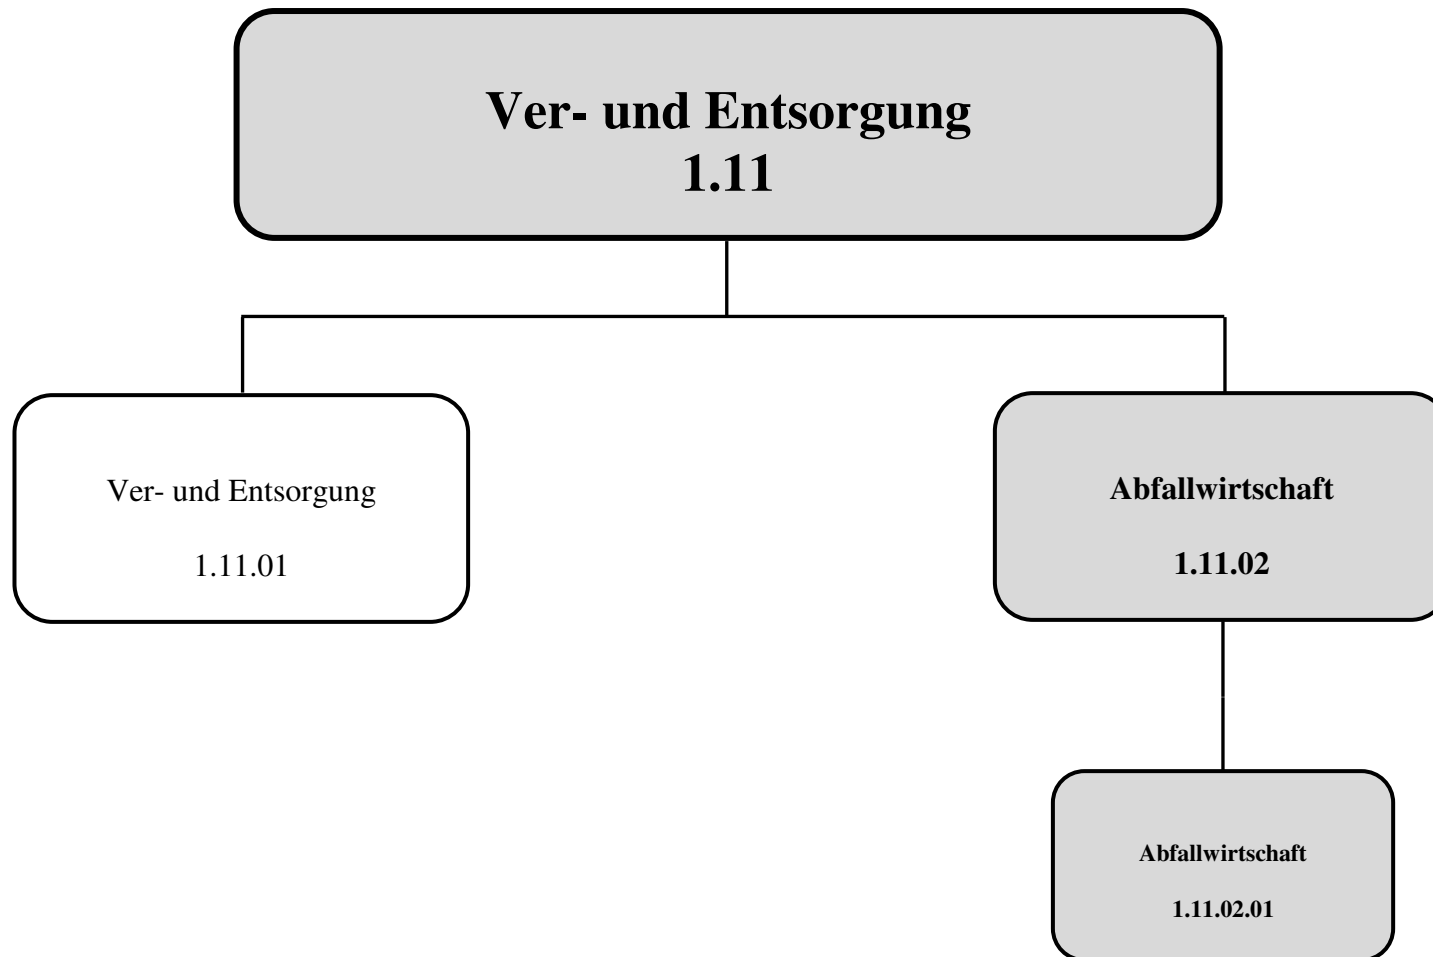 Ver- und Entsorgung
1.11
Ver- und Entsorgung
1.11.01
Abfallwirtschaft
1.11.02
Abfallwirtschaft
1.11.02.01